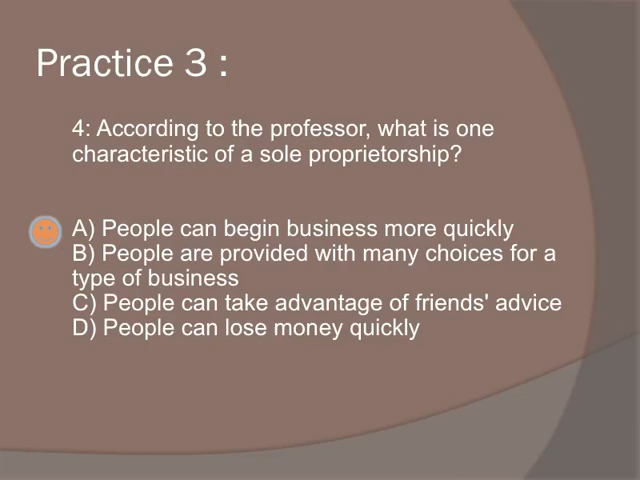 Practice 3 :
4: According to the professor, what is one
characteristic of a sole proprietorship?
A) People can begin business more quickly
B) People are provided with many choices for a
type of business
C) People can take advantage of friends' advice
D) People can lose money quickly